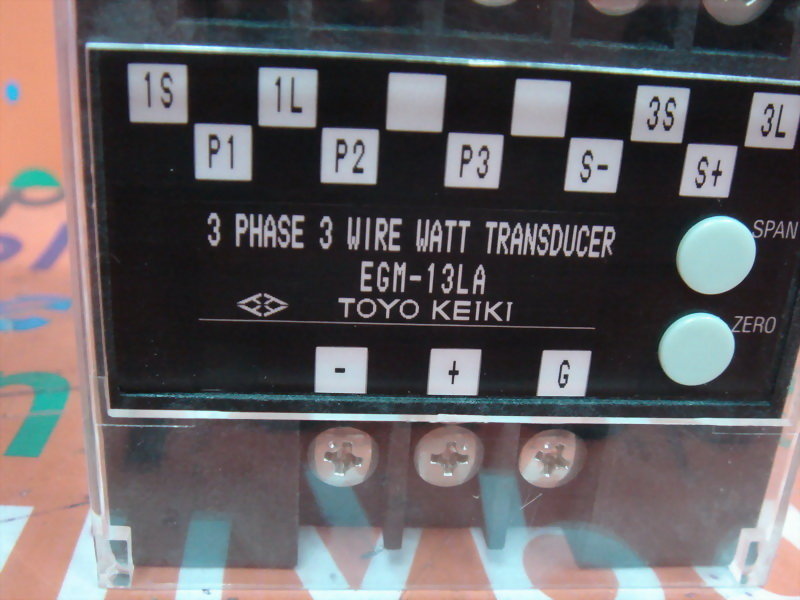 1S 1L 3S 3L
P1 P2 P3 S- S+
3 PHASE 3 WIRE WATT TRANSDUCER
SPAN
EGM-13LA
TOYO KEIKI
ZERO
- + G